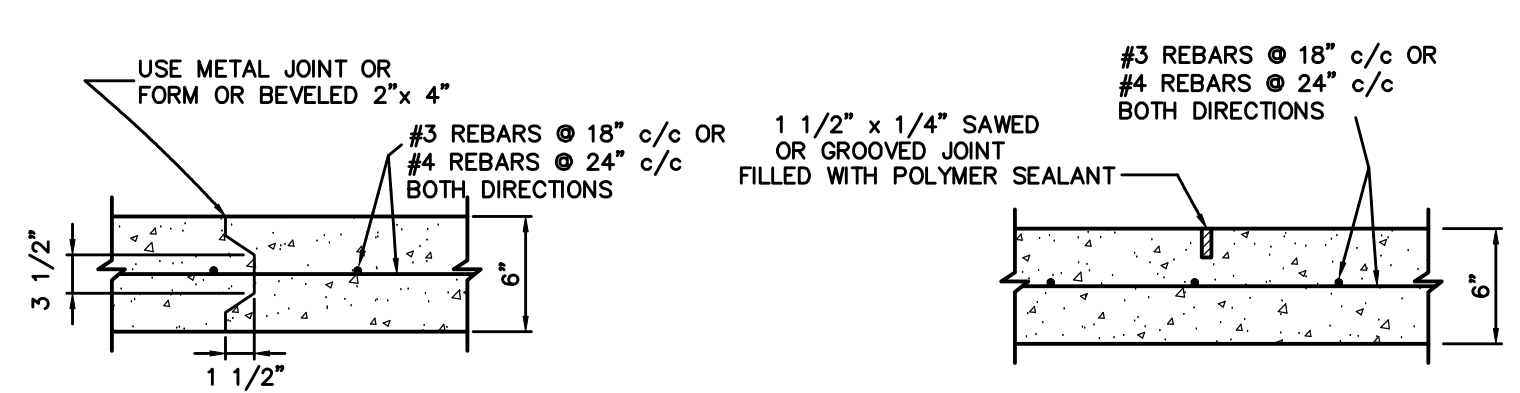 USE METAL JOINT OR
FORM OR BEVELED 2”x 4”
#3 REBARS @ 18” c/c OR
#4 REBARS @ 24” c/c
BOTH DIRECTIONS
3 1/2”
6”
1 1/2”
1 1/2” x 1/4” SAWED
OR GROOVED JOINT
FILLED WITH POLYMER SEALANT
#3 REBARS @ 18” c/c OR
#4 REBARS @ 24” c/c
BOTH DIRECTIONS
6”